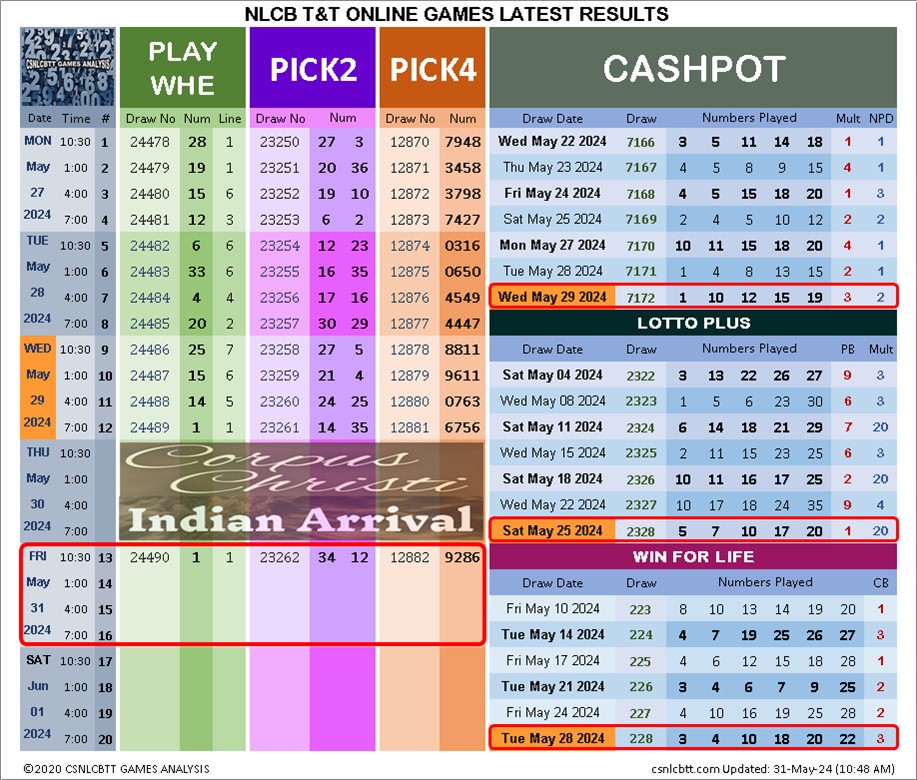 NLCB T&T ONLINE GAMES LATEST RESULTS
CSNLCBTT GAMES ANALYSIS
PLAY WHE
PICK2
PICK4
Date Time # Draw No Num Line Draw No Num Draw No Num
MON 10:30 1 24478 28 1 23250 27 3 12870 7948
May 1:00 2 24479 19 1 23251 20 36 12871 3458
27 4:00 3 24480 15 6 23252 19 10 12872 3798
2024 7:00 4 24481 12 3 23253 6 2 12873 7427
TUE 10:30 5 24482 6 6 23254 12 23 12874 0316
May 1:00 6 24483 33 6 23255 16 35 12875 0650
28 4:00 7 24484 4 4 23256 17 16 12876 4549
2024 7:00 8 24485 20 2 23257 30 29 12877 4447
WED 10:30 9 24486 25 7 23258 27 5 12878 8811
May 1:00 10 24487 15 6 23259 21 4 12879 9611
29 4:00 11 24488 14 5 23260 24 25 12880 0763
2024 7:00 12 24489 1 1 23261 14 35 12881 6756
THU 10:30
May 1:00
30 4:00
2024 7:00
Corpus
Christi
Indian Arrival
FRI 10:30 13 24490 1 1 23262 34 12 12882 9286
May 1:00 14
31 4:00 15
2024 7:00 16
SAT 10:30 17
Jun 1:00 18
01 4:00 19
2024 7:00 20
CASHPOT
Draw Date Draw Numbers Played Mult NPD
Wed May 22 2024 7166 3 5 11 14 18 1 1
Thu May 23 2024 7167 4 5 8 9 15 4 1
Fri May 24 2024 7168 4 5 15 18 20 1 3
Sat May 25 2024 7169 2 4 5 10 12 2 2
Mon May 27 2024 7170 10 11 15 18 20 4 1
Tue May 28 2024 7171 1 4 8 13 15 2 1
Wed May 29 2024 7172 1 10 12 15 19 3 2
LOTTO PLUS
Draw Date Draw Numbers Played PB Mult
Sat May 04 2024 2322 3 13 22 26 27 9 3
Wed May 08 2024 2323 1 5 6 23 30 6 3
Sat May 11 2024 2324 6 14 18 21 29 7 20
Wed May 15 2024 2325 2 11 15 23 25 6 3
Sat May 18 2024 2326 10 11 16 17 25 2 20
Wed May 22 2024 2327 10 17 18 24 35 9 4
Sat May 25 2024 2328 5 7 10 17 20 1 20
WIN FOR LIFE
Draw Date Draw Numbers Played CB
Fri May 10 2024 223 8 10 13 14 19 20 1
Tue May 14 2024 224 4 7 19 25 26 27 3
Fri May 17 2024 225 4 6 12 15 18 28 1
Tue May 21 2024 226 3 4 6 7 9 25 2
Fri May 24 2024 227 4 10 16 19 25 28 2
Tue May 28 2024 228 3 4 10 18 20 22 3
©2020 CSNLCBTT GAMES ANALYSIS
csnlcbtt.com Updated: 31-May-24 (10:48 AM)